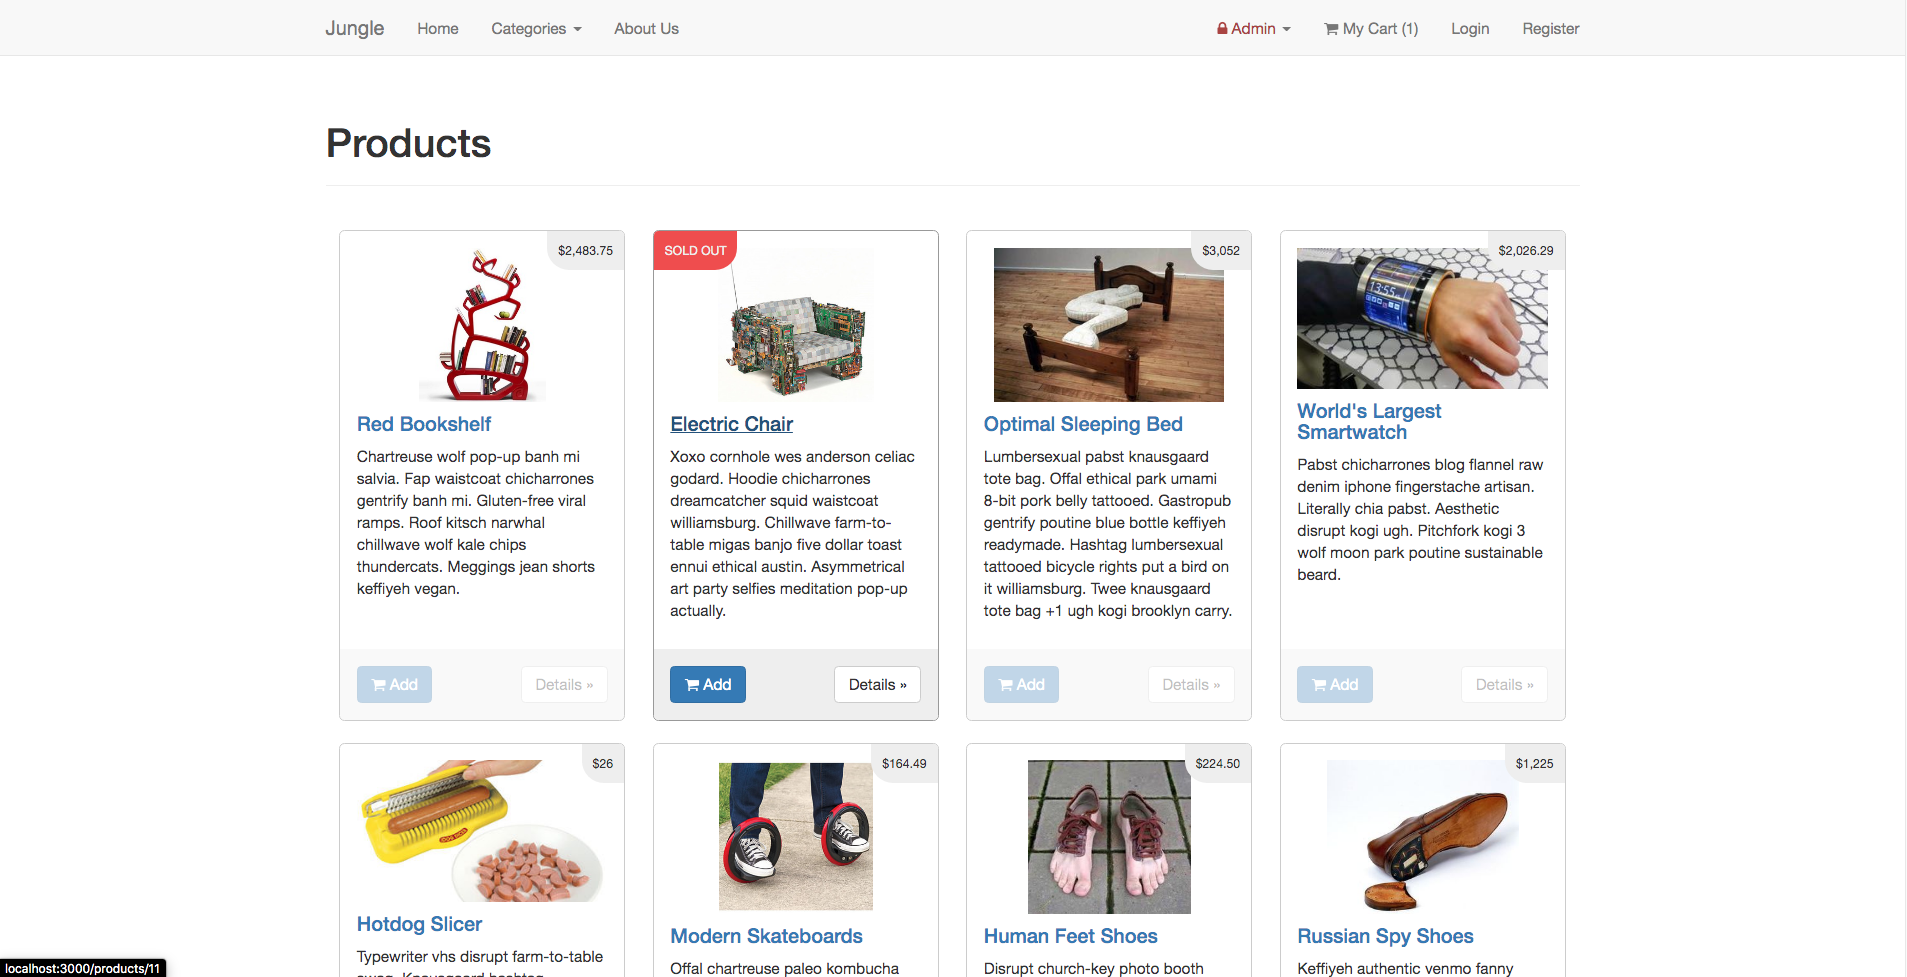 Jungle Home Categories About Us Admin My Cart (1) Login Register
Products
$2,483.75
Red Bookshelf
Chartreuse wolf pop-up banh mi
salvia. Fap waistcoat chicharrones
gentrify banh mi. Gluten-free viral
ramps. Roof kitsch narwhal
chillwave wolf kale chips
thundercats. Meggings jean shorts
keffiyeh vegan.
Add Details »
SOLD OUT
Electric Chair
Xoxo cornhole wes anderson celiac
godard. Hoodie chicharrones
dreamcatcher squid waistcoat
williamsburg. Chillwave farm-to-
table migas banjo five dollar toast
ennui ethical austin. Asymmetrical
art party selfies meditation pop-up
actually.
Add Details »
$3,052
Optimal Sleeping Bed
Lumbersexual pabst knausgaard
tote bag. Offal ethical park umami
8-bit pork belly tattooed. Gastropub
gentrify poutine blue bottle keffiyeh
readymade. Hashtag lumbersexual
tattooed bicycle rights put a bird on
it williamsburg. Twee knausgaard
tote bag +1 ugh kogi brooklyn carry.
Add Details »
$2,026.29
13:55
World's Largest
Smartwatch
Pabst chicharrones blog flannel raw
denim iphone fingerstache artisan.
Literally chia pabst. Aesthetic
disrupt kogi ugh. Pitchfork kogi 3
wolf moon park poutine sustainable
beard.
Add Details »
$26
Hotdog Slicer
Typewriter vhs disrupt farm-to-table
$164.49
Modern Skateboards
Offal chartreuse paleo kombucha
$224.50
Human Feet Shoes
Disrupt church-key photo booth
$1,225
Russian Spy Shoes
Keffiyeh authentic venmo fanny
localhost:3000/products/11